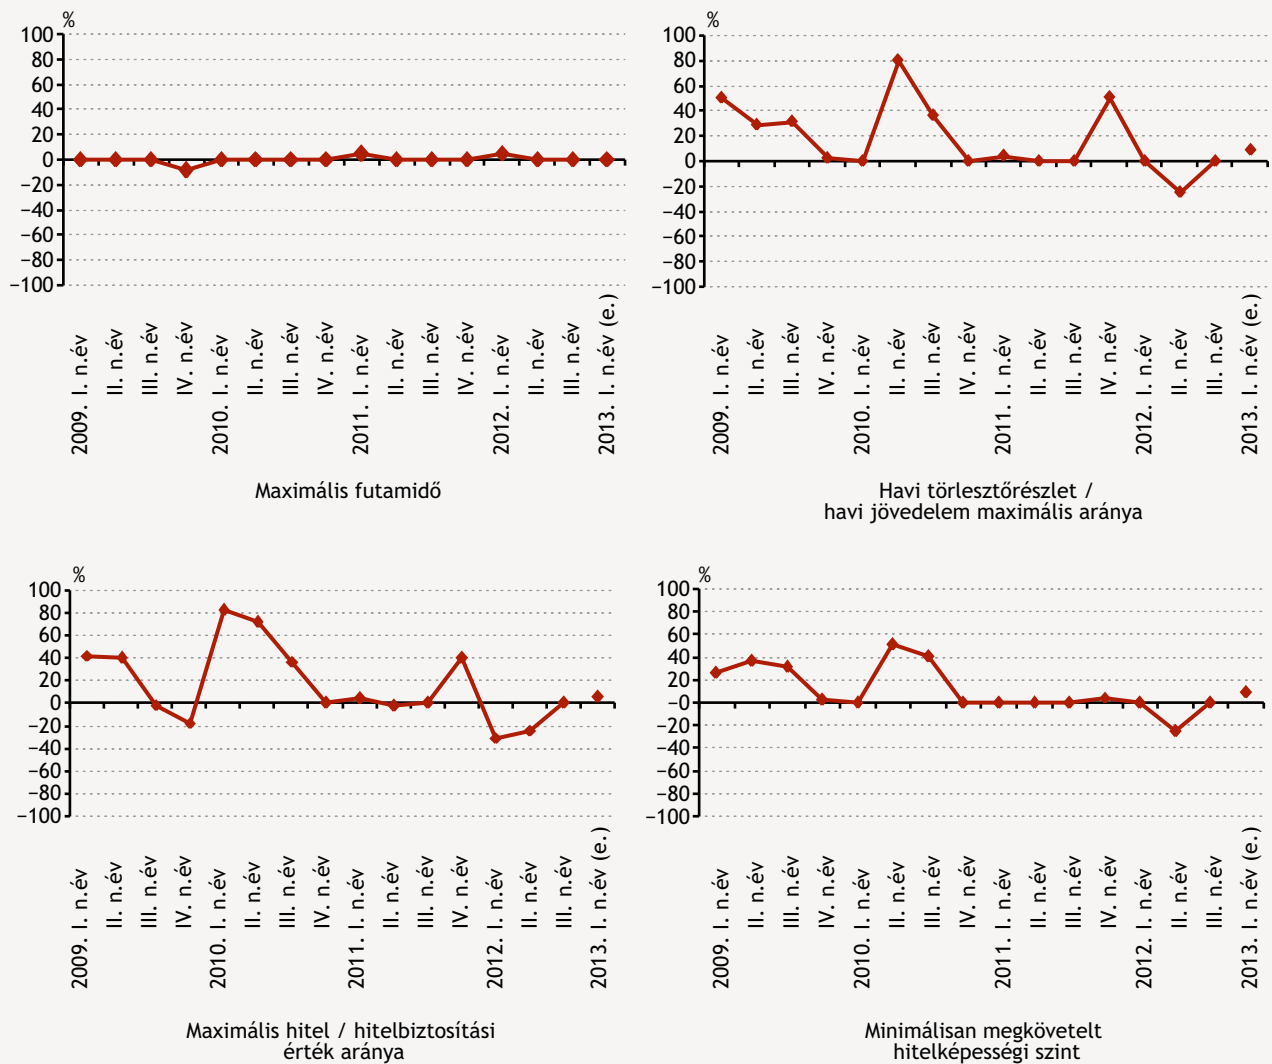 %
100
80
60
40
20
0
−20
−40
−60
−80
−100
2009. I. n.év
II. n.év
III. n.év
IV. n.év
2010. I. n.év
II. n.év
III. n.év
IV. n.év
2011. I. n.év
II. n.év
III. n.év
IV. n.év
2012. I. n.év
II. n.év
III. n.év
2013. I. n.év (e.)
Maximális futamidő
%
100
80
60
40
20
0
−20
−40
−60
−80
−100
2009. I. n.év
II. n.év
III. n.év
IV. n.év
2010. I. n.év
II. n.év
III. n.év
IV. n.év
2011. I. n.év
II. n.év
III. n.év
IV. n.év
2012. I. n.év
II. n.év
III. n.év
2013. I. n.év (e.)
Havi törlesztőrészlet /
havi jövedelem maximális aránya
%
100
80
60
40
20
0
−20
−40
−60
−80
−100
2009. I. n.év
II. n.év
III. n.év
IV. n.év
2010. I. n.év
II. n.év
III. n.év
IV. n.év
2011. I. n.év
II. n.év
III. n.év
IV. n.év
2012. I. n.év
II. n.év
III. n.év
2013. I. n.év (e.)
Maximális hitel / hitelbiztosítási
érték aránya
%
100
80
60
40
20
−0
−20
−40
−60
−80
−100
2009. I. n.év
II. n.év
III. n.év
IV. n.év
2010. I. n.év
II. n.év
III. n.év
IV. n.év
2011. I. n.év
II. n.év
III. n.év
IV. n.év
2012. I. n.év
II. n.év
III. n.év
2013. I. n.év (e.)
Minimálisan megkövetelt
hitelképességi szint